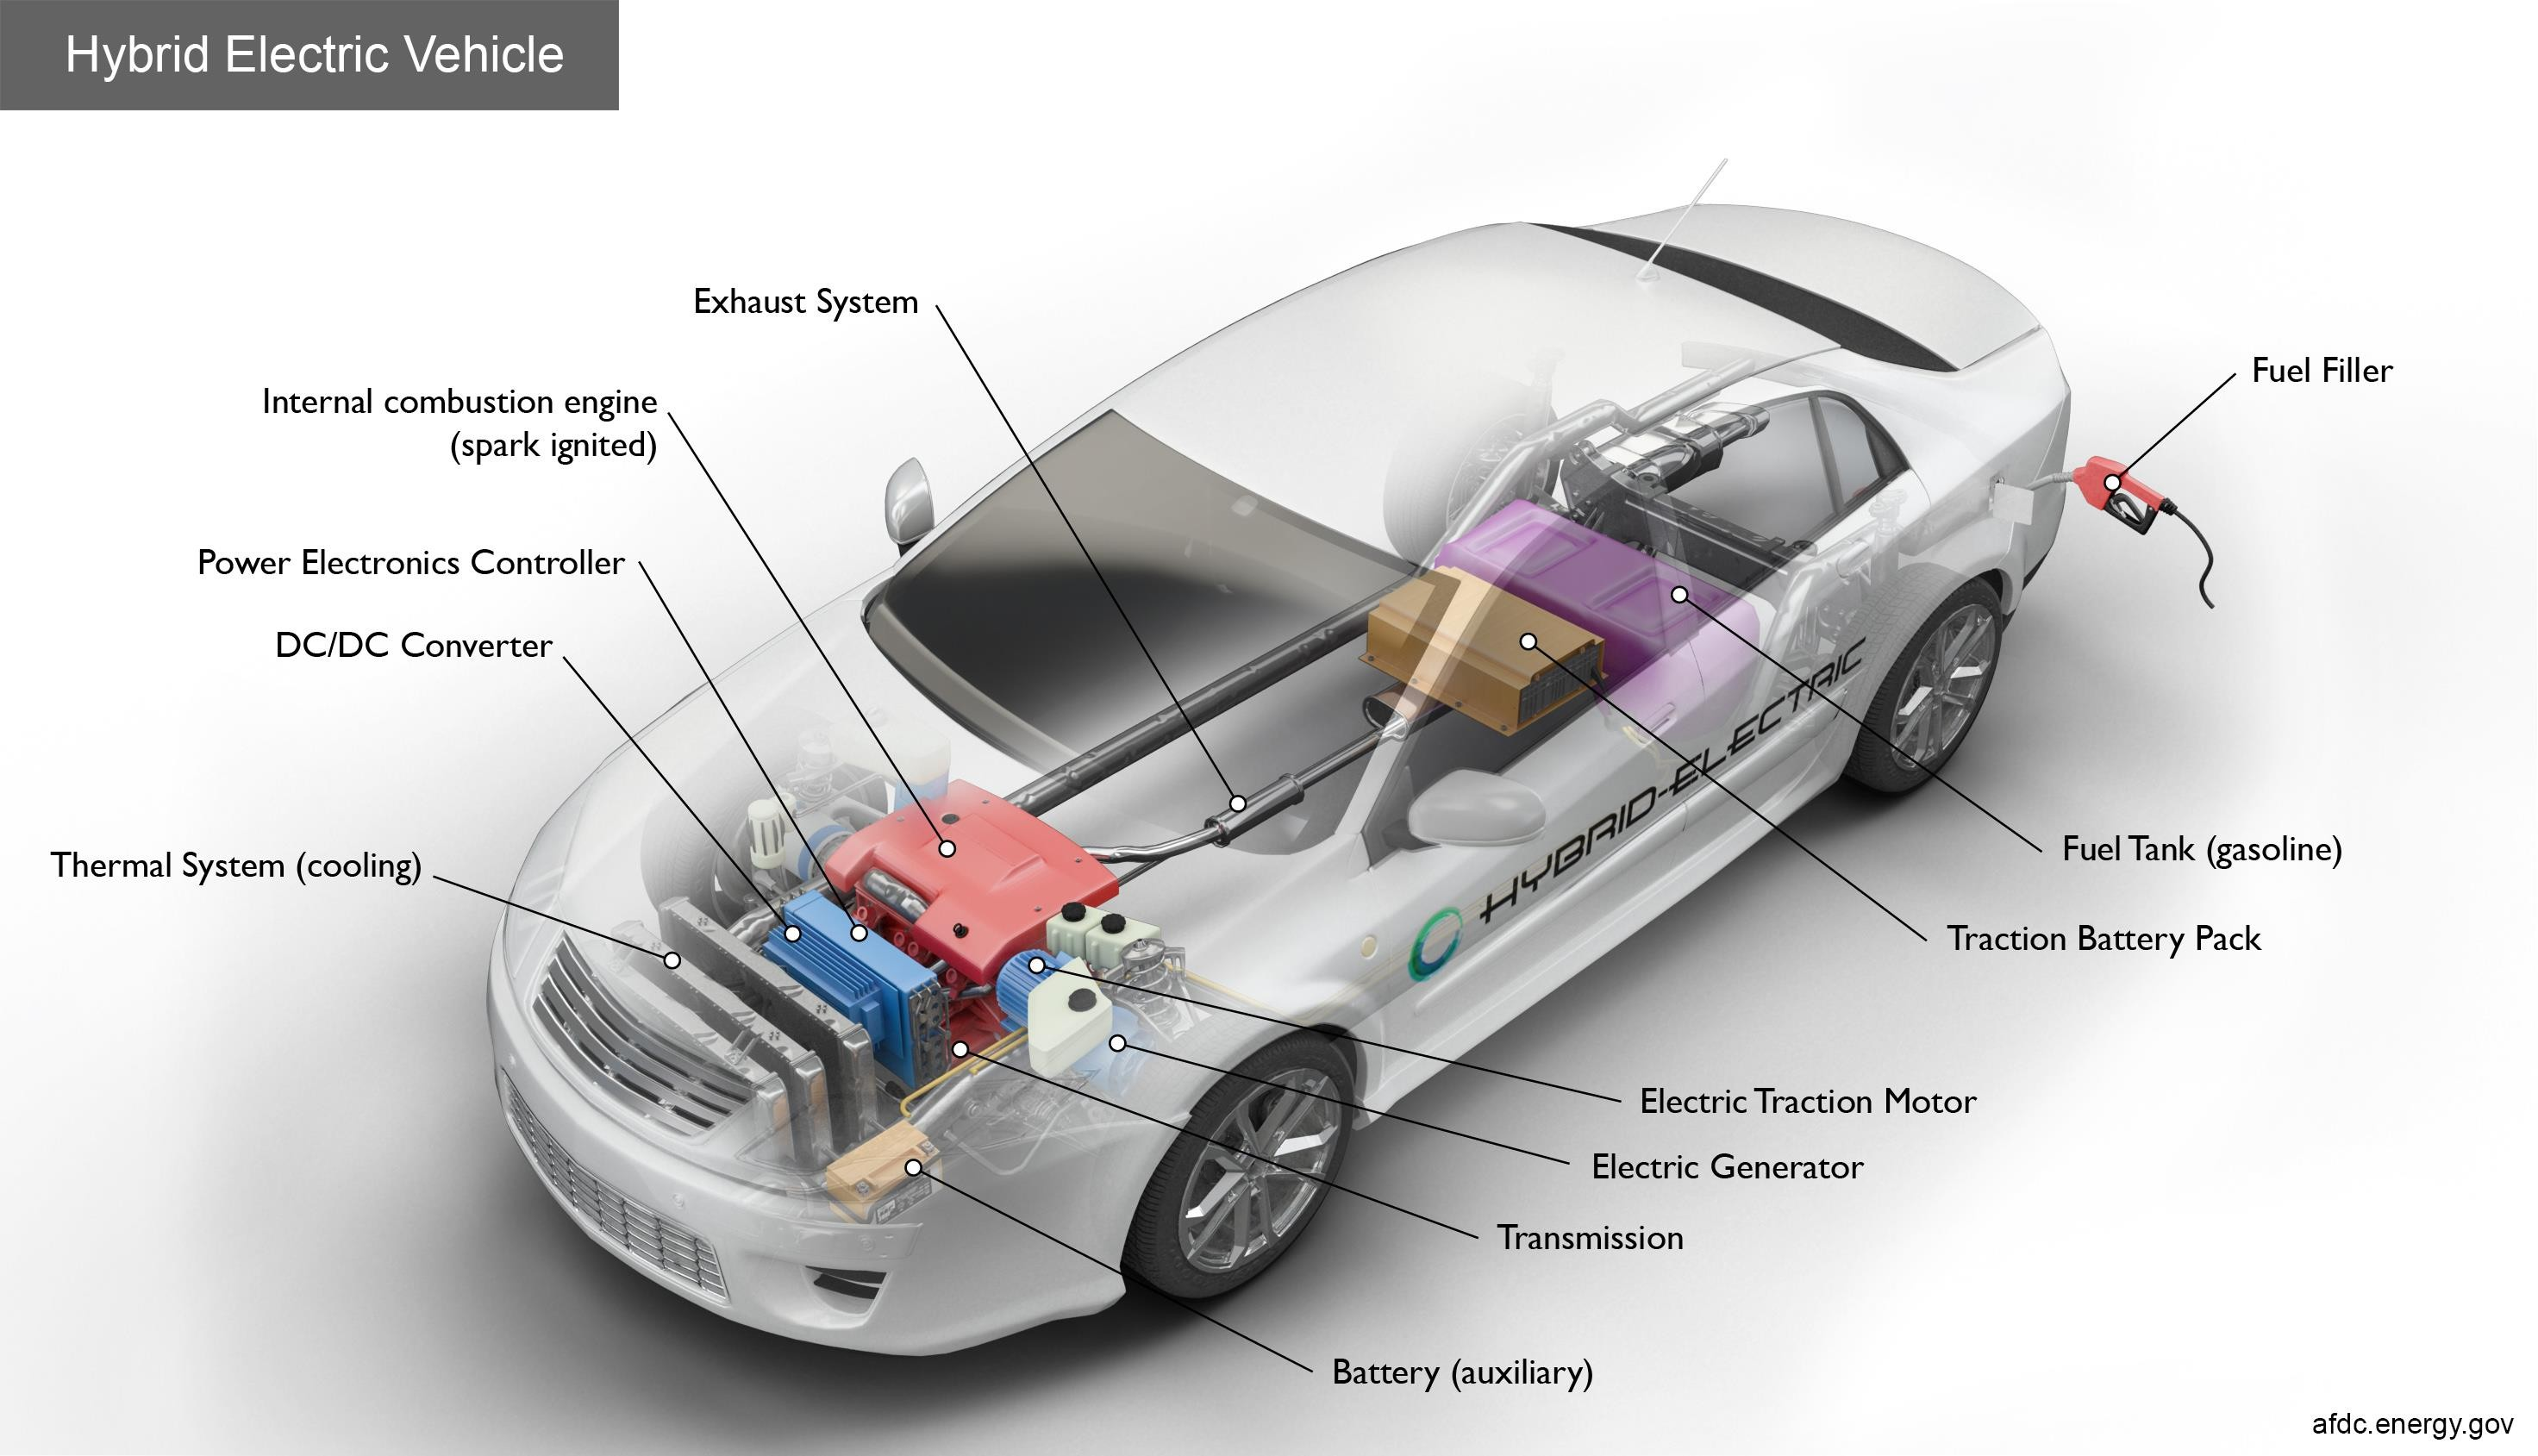 Hybrid Electric Vehicle
Exhaust System
Fuel Filler
Internal combustion engine
(spark ignited)
Power Electronics Controller
DC/DC Converter
Thermal System (cooling)
HYBRID-ELECTRIC
Fuel Tank (gasoline)
Traction Battery Pack
Electric Traction Motor
Electric Generator
Transmission
Battery (auxiliary)
afdc.energy.gov